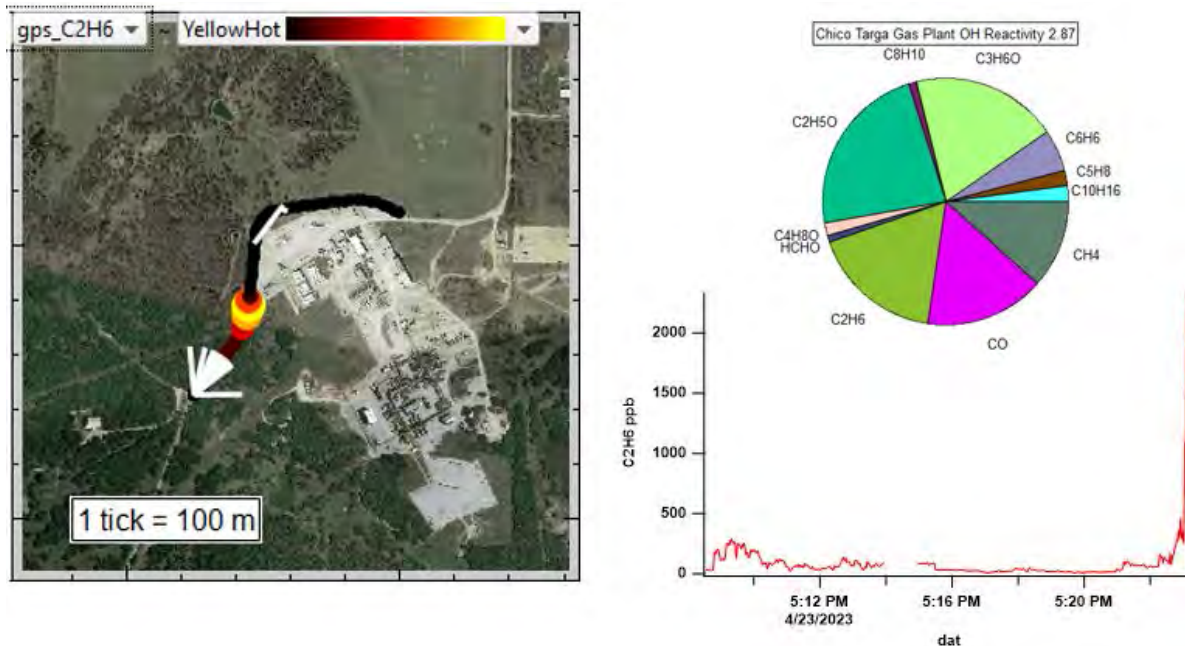 gps_C2H6 ~ YellowHot
1 tick = 100 m
Chico Targa Gas Plant OH Reactivity 2.87
C8H10
C3H6O
C2H5O
C6H6
C5H8
C10H16
C4H8O
HCHO
CH4
C2H6
CO
2000
1500
1000
500
0
C2H6 ppb
5:12 PM
4/23/2023
5:16 PM
5:20 PM
dat